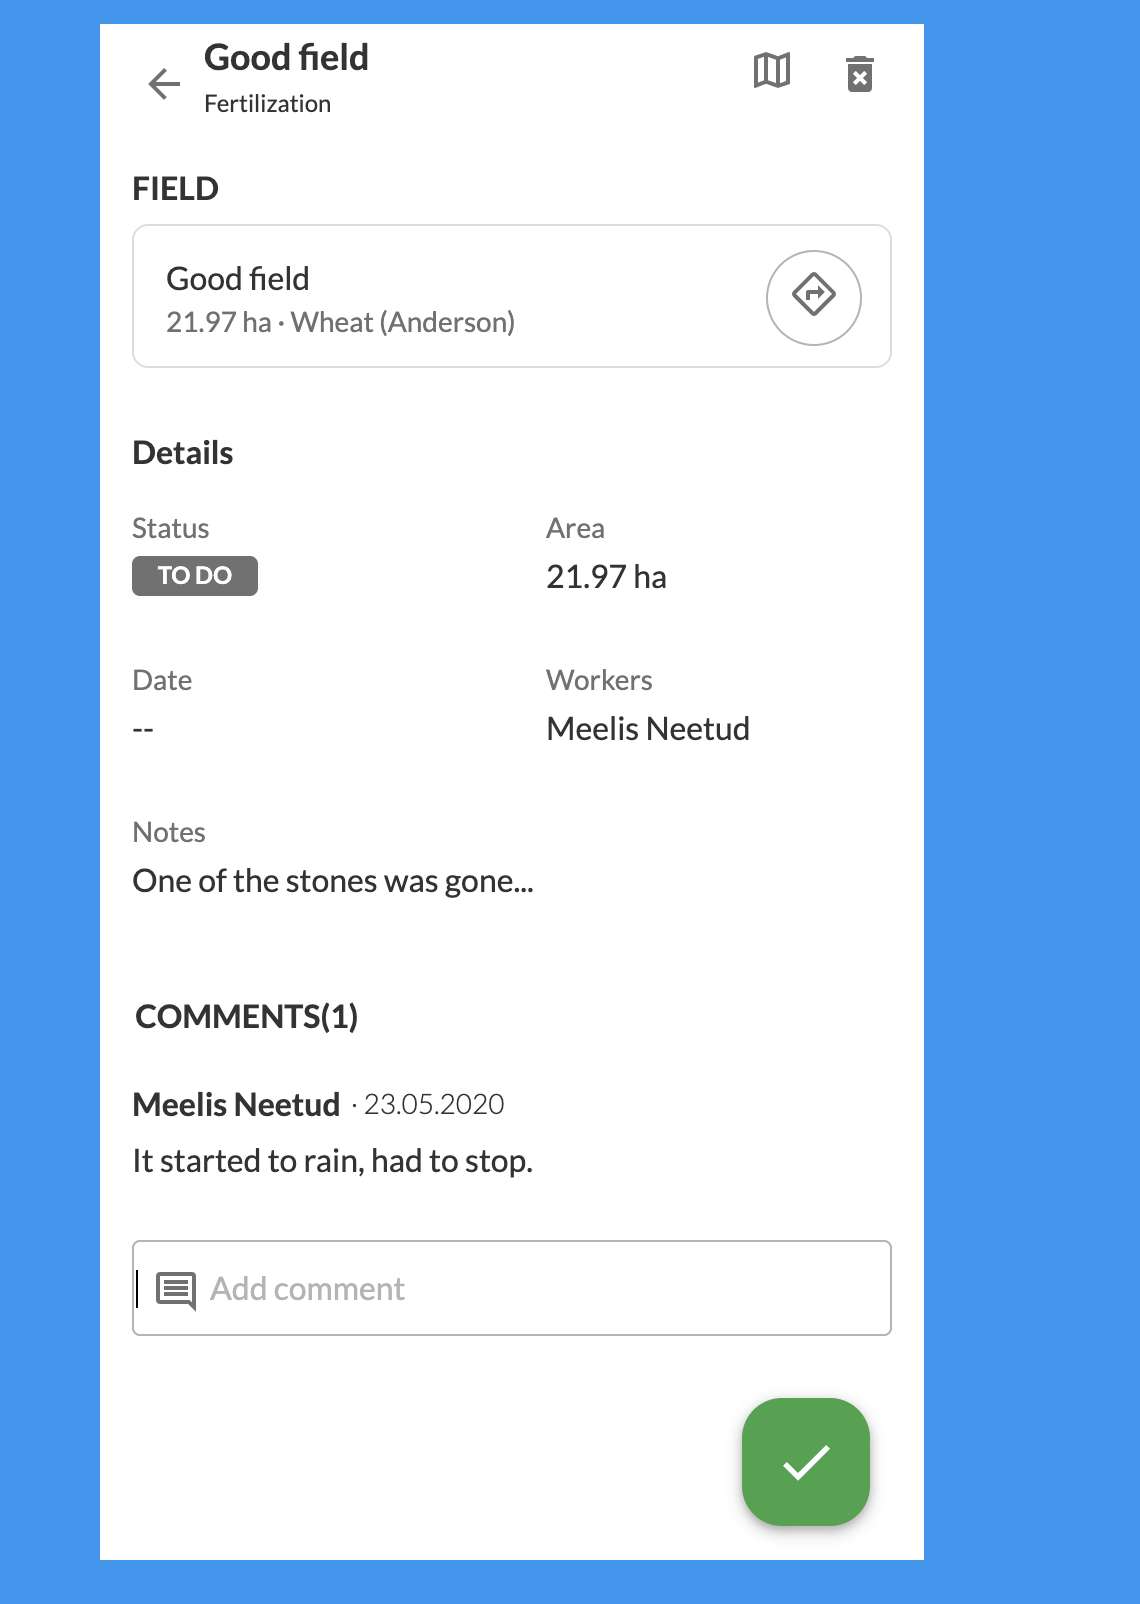 Good field
Fertilization
FIELD
Good field
21.97 ha · Wheat (Anderson)
Details
Status
Area
TO DO
21.97 ha
Date
Workers
--
Meelis Neetud
Notes
One of the stones was gone...
COMMENTS(1)
Meelis Neetud · 23.05.2020
It started to rain, had to stop.
Add comment